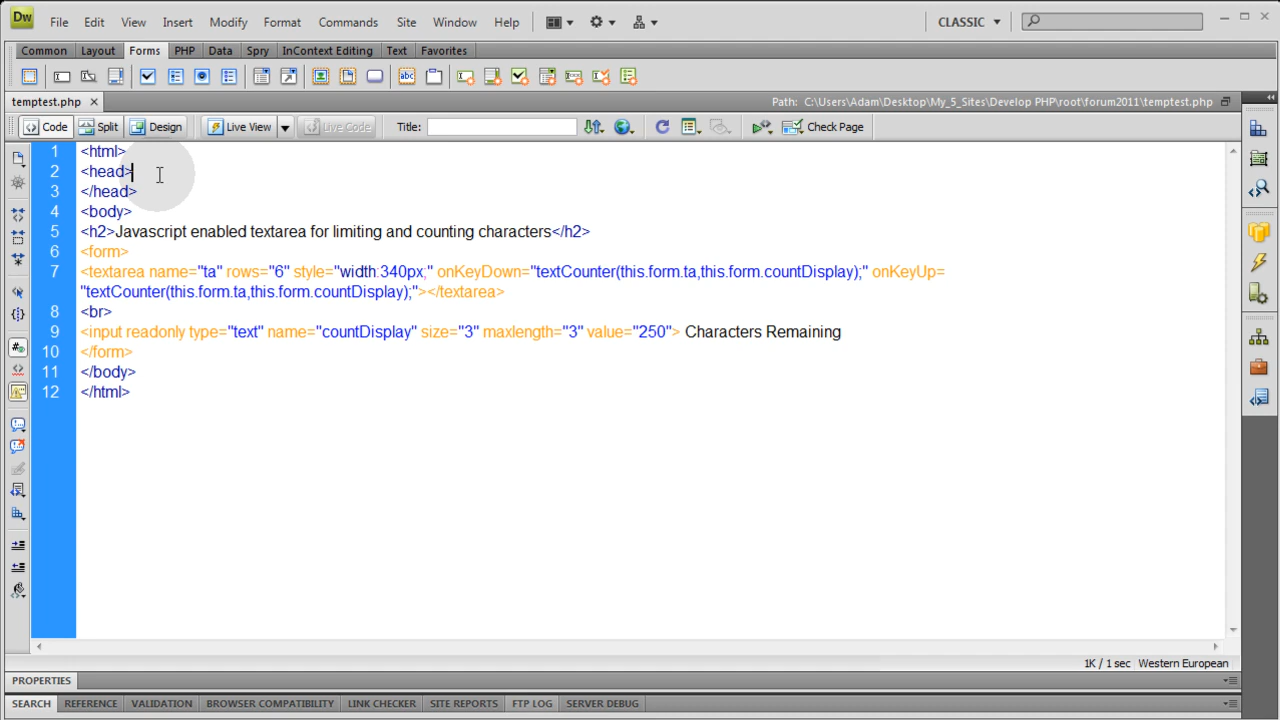 Dw File Edit View Insert Modify Format Commands Site Window Help CLASSIC
Common Layout Forms PHP Data Spry InContext Editing Text Favorites
temptest.php Path: C:\Users\Adam\Desktop\My_5_Sites\Develop PHP\root\forum2011\temptest.php
Code Split Design Live View Live Code Title: Check Page
1 <html>
2 <head>
3 </head>
4 <body>
5 <h2>Javascript enabled textarea for limiting and counting characters</h2>
6 <form>
7 <textarea name="ta" rows="6" style="width:340px;" onKeyDown="textCounter(this.form.ta,this.form.countDisplay);" onKeyUp=
"textCounter(this.form.ta,this.form.countDisplay);"></textarea>
8 <br>
9 <input readonly type="text" name="countDisplay" size="3" maxlength="3" value="250"> Characters Remaining
10 </form>
11 </body>
12 </html>
1K / 1 sec Western European
PROPERTIES
SEARCH REFERENCE VALIDATION BROWSER COMPATIBILITY LINK CHECKER SITE REPORTS FTP LOG SERVER DEBUG